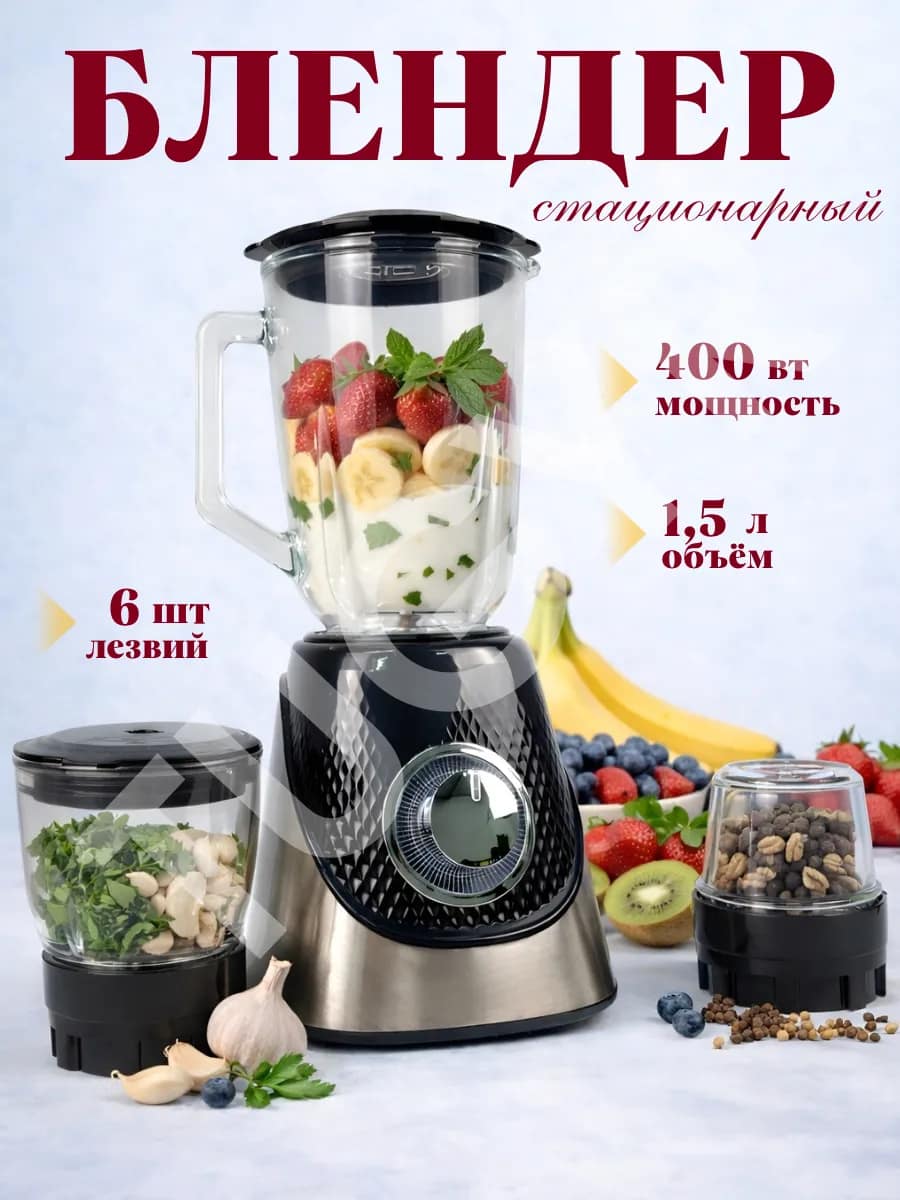 БЛЕНДЕР
стационарный
400 вт
мощность
1,5 л
объём
6 шт
лезвий